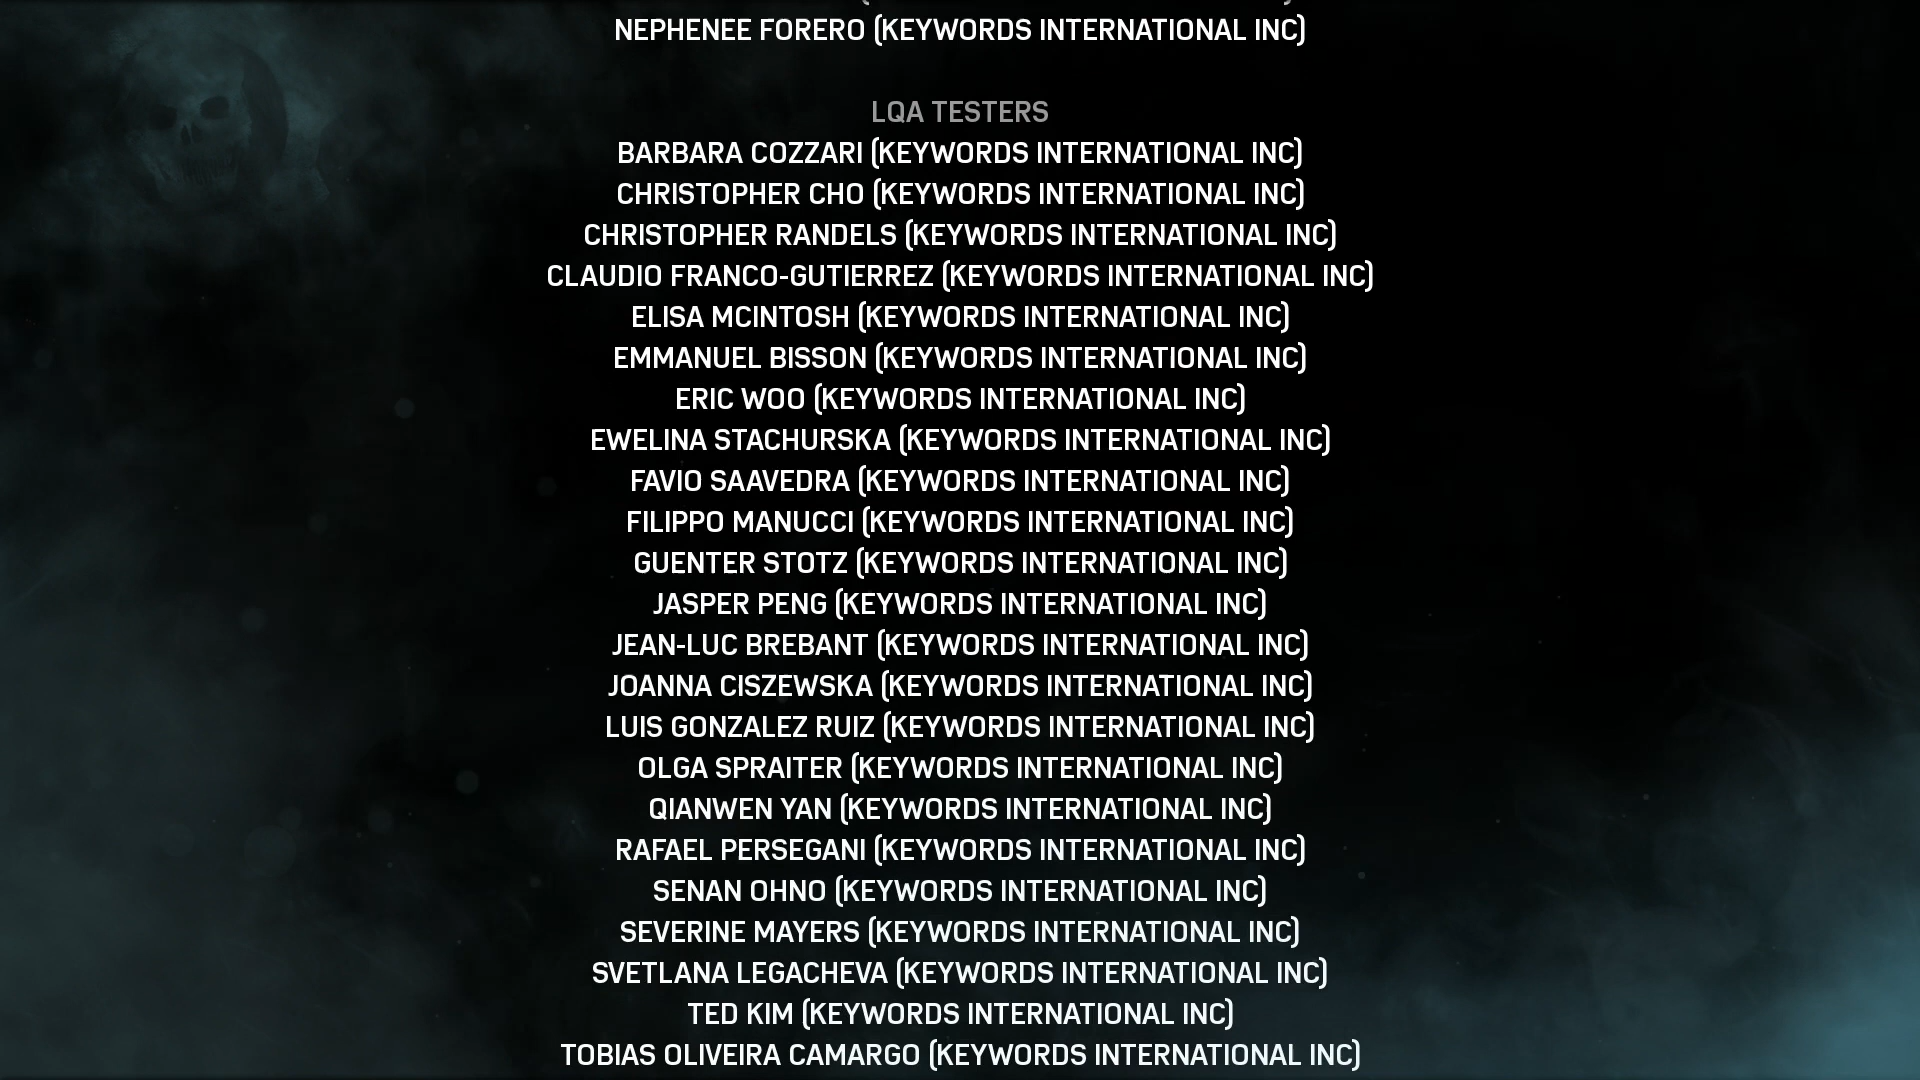 NEPHENEE FORERO (KEYWORDS INTERNATIONAL INC)
LQA TESTERS
BARBARA COZZARI (KEYWORDS INTERNATIONAL INC)
CHRISTOPHER CHO (KEYWORDS INTERNATIONAL INC)
CHRISTOPHER RANDELS (KEYWORDS INTERNATIONAL INC)
CLAUDIO FRANCO-GUTIERREZ (KEYWORDS INTERNATIONAL INC)
ELISA MCINTOSH (KEYWORDS INTERNATIONAL INC)
EMMANUEL BISSON (KEYWORDS INTERNATIONAL INC)
ERIC WOO (KEYWORDS INTERNATIONAL INC)
EWELINA STACHURSKA (KEYWORDS INTERNATIONAL INC)
FAVIO SAAVEDRA (KEYWORDS INTERNATIONAL INC)
FILIPPO MANUCCI (KEYWORDS INTERNATIONAL INC)
GUENTER STOTZ (KEYWORDS INTERNATIONAL INC)
JASPER PENG (KEYWORDS INTERNATIONAL INC)
JEAN-LUC BREBANT (KEYWORDS INTERNATIONAL INC)
JOANNA CISZEWSKA (KEYWORDS INTERNATIONAL INC)
LUIS GONZALEZ RUIZ (KEYWORDS INTERNATIONAL INC)
OLGA SPRAITER (KEYWORDS INTERNATIONAL INC)
QIANWEN YAN (KEYWORDS INTERNATIONAL INC)
RAFAEL PERSEGANI (KEYWORDS INTERNATIONAL INC)
SENAN OHNO (KEYWORDS INTERNATIONAL INC)
SEVERINE MAYERS (KEYWORDS INTERNATIONAL INC)
SVETLANA LEGACHEVA (KEYWORDS INTERNATIONAL INC)
TED KIM (KEYWORDS INTERNATIONAL INC)
TOBIAS OLIVEIRA CAMARGO (KEYWORDS INTERNATIONAL INC)